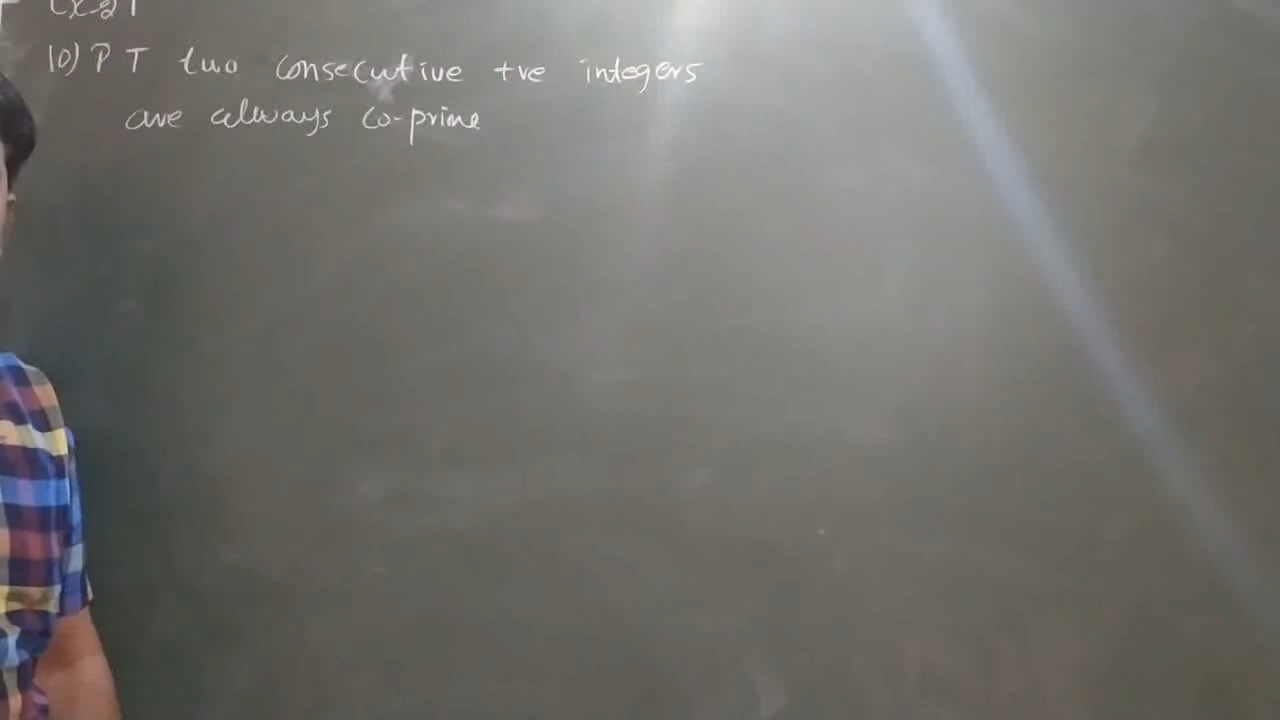 10) P T two consecutive +ve integers
are always co-prime